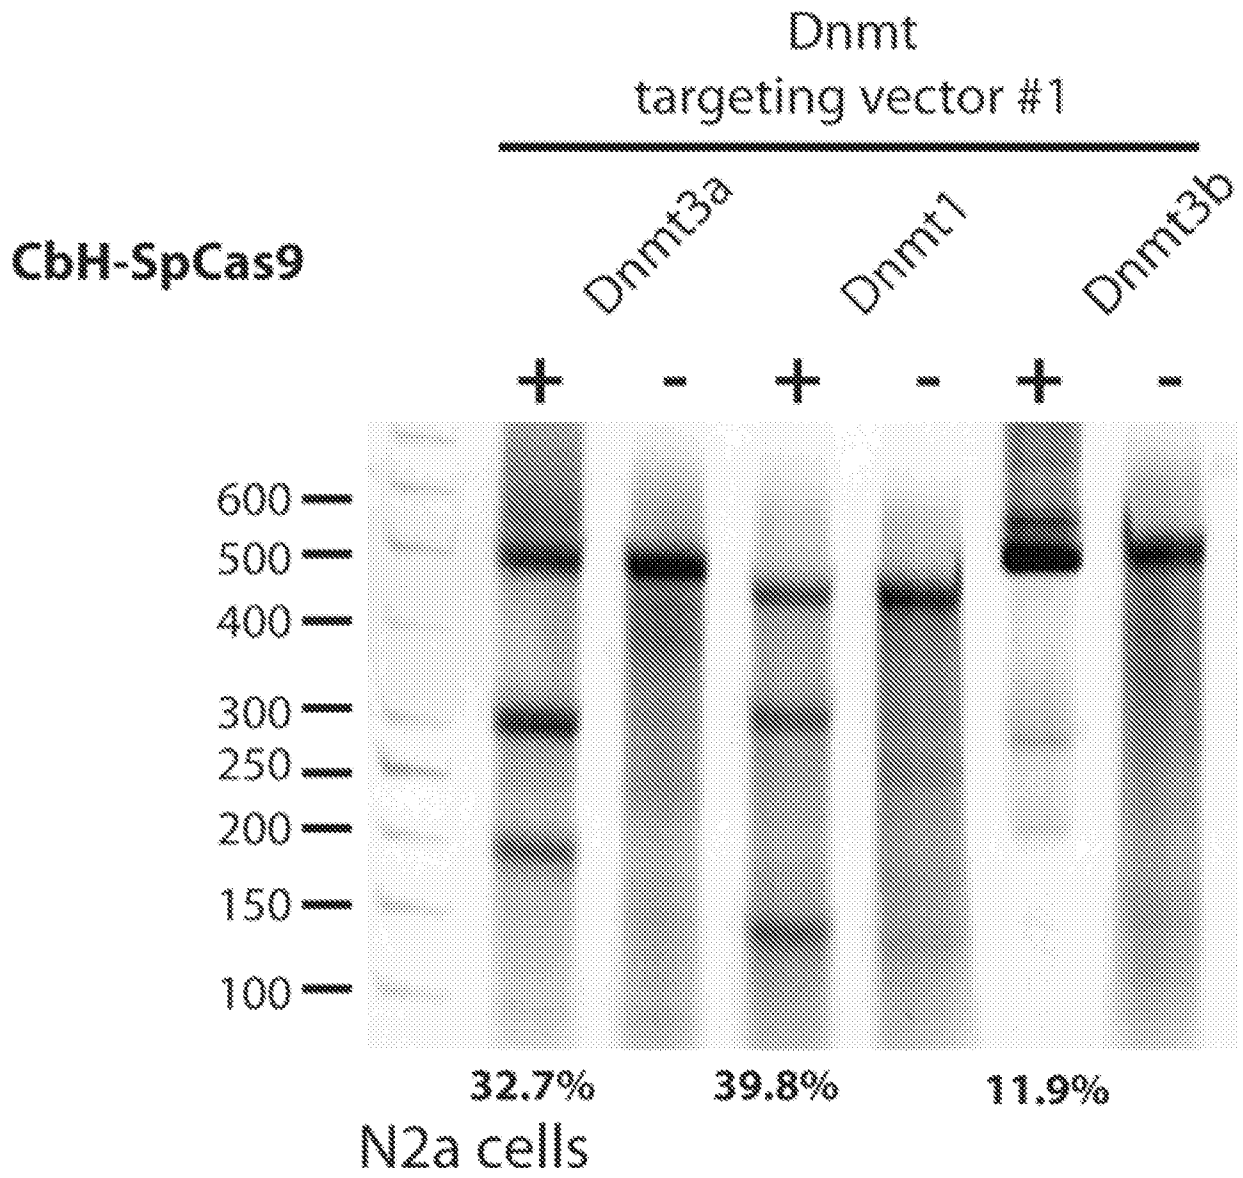 Dnmt
targeting vector #1
Dnmt3a
Dnmt1
Dnmt3b
CbH-SpCas9
+ - + - + -
600
500
400
300
250
200
150
100
32.7% 39.8% 11.9%
N2a cells